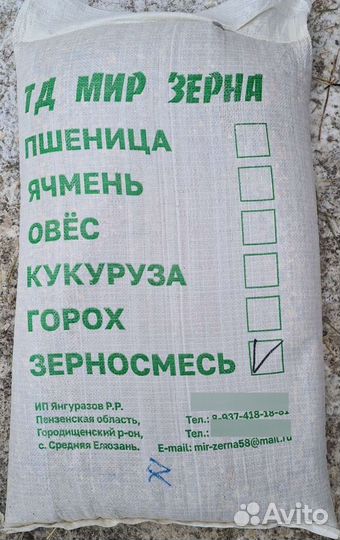 ТД МИР ЗЕРНА
ПШЕНИЦА
ЯЧМЕНЬ
ОВЁС
КУКУРУЗА
ГОРОХ
ЗЕРНОСМЕСЬ
ИП Янгуразов Р.Р.
Пензенская область,
Городищенский р-он,
с. Средняя Елюзань.
Тел.: 8-937-418-18-81
Тел.:
E-mail: mir-zerna58@mail.ru
Avito